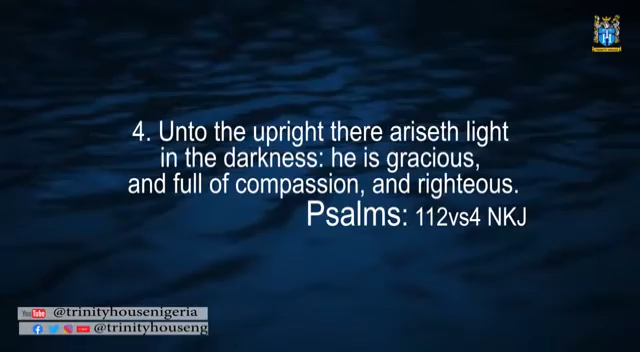 4. Unto the upright there ariseth light
in the darkness: he is gracious,
and full of compassion, and righteous.
Psalms: 112vs4 NKJ
YouTube @trinityhousenigeria
@trinityhouseng